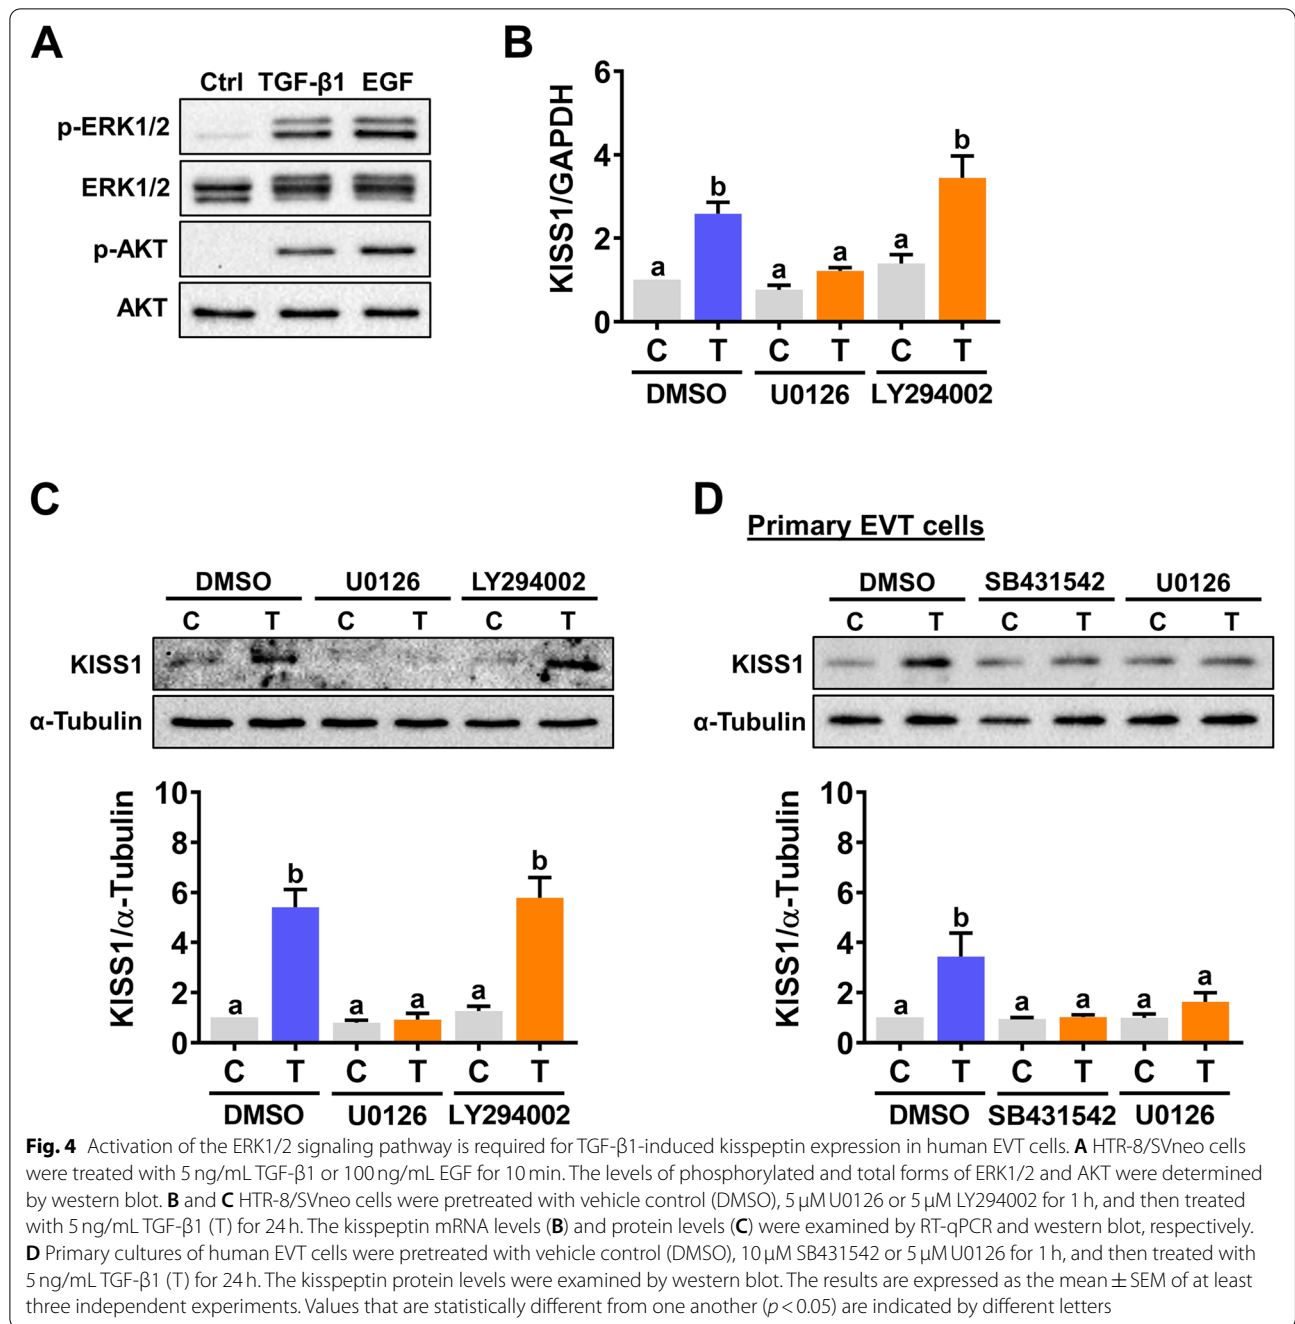 A
Ctrl TGF-β1 EGF
p-ERK1/2
ERK1/2
p-AKT
AKT
B
KISS1/GAPDH
6
4
2
0
a b a a a b
C T C T C T
DMSO U0126 LY294002
C
DMSO U0126 LY294002
C T C T C T
KISS1
α-Tubulin
KISS1/α-Tubulin
10
8
6
4
2
0
a b a a a b
C T C T C T
DMSO U0126 LY294002
D
Primary EVT cells
DMSO SB431542 U0126
C T C T C T
KISS1
α-Tubulin
KISS1/α-Tubulin
10
8
6
4
2
0
a b a a a a
C T C T C T
DMSO SB431542 U0126
Fig. 4 Activation of the ERK1/2 signaling pathway is required for TGF-β1-induced kisspeptin expression in human EVT cells. A HTR-8/SVneo cells
were treated with 5 ng/mL TGF-β1 or 100 ng/mL EGF for 10 min. The levels of phosphorylated and total forms of ERK1/2 and AKT were determined
by western blot. B and C HTR-8/SVneo cells were pretreated with vehicle control (DMSO), 5 μM U0126 or 5 μM LY294002 for 1 h, and then treated
with 5 ng/mL TGF-β1 (T) for 24 h. The kisspeptin mRNA levels (B) and protein levels (C) were examined by RT-qPCR and western blot, respectively.
D Primary cultures of human EVT cells were pretreated with vehicle control (DMSO), 10 μM SB431542 or 5 μM U0126 for 1 h, and then treated with
5 ng/mL TGF-β1 (T) for 24 h. The kisspeptin protein levels were examined by western blot. The results are expressed as the mean ± SEM of at least
three independent experiments. Values that are statistically different from one another (p < 0.05) are indicated by different letters